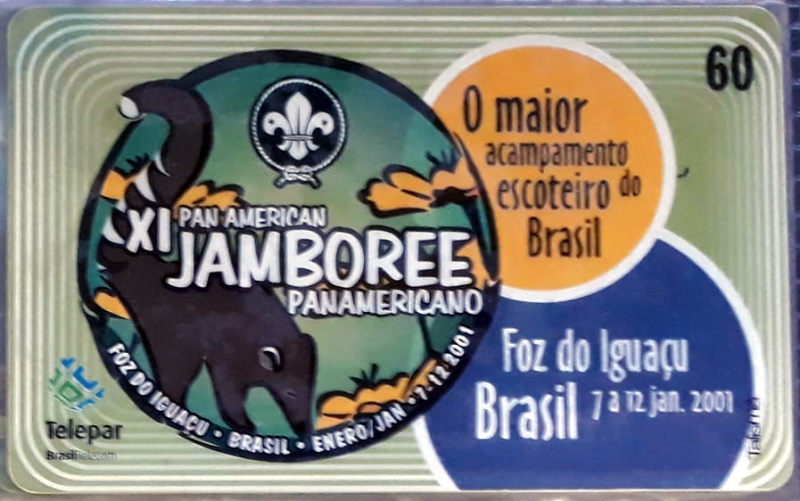 60
O maior
acampamento
escoteiro do
Brasil
XI PAN AMERICAN
JAMBOREE
PANAMERICANO
FOZ DO IGUAÇU • BRASIL • ENERO/JAN • 7-12 2001
Foz do Iguaçu
Brasil 7 a 12 jan. 2001
Telepar